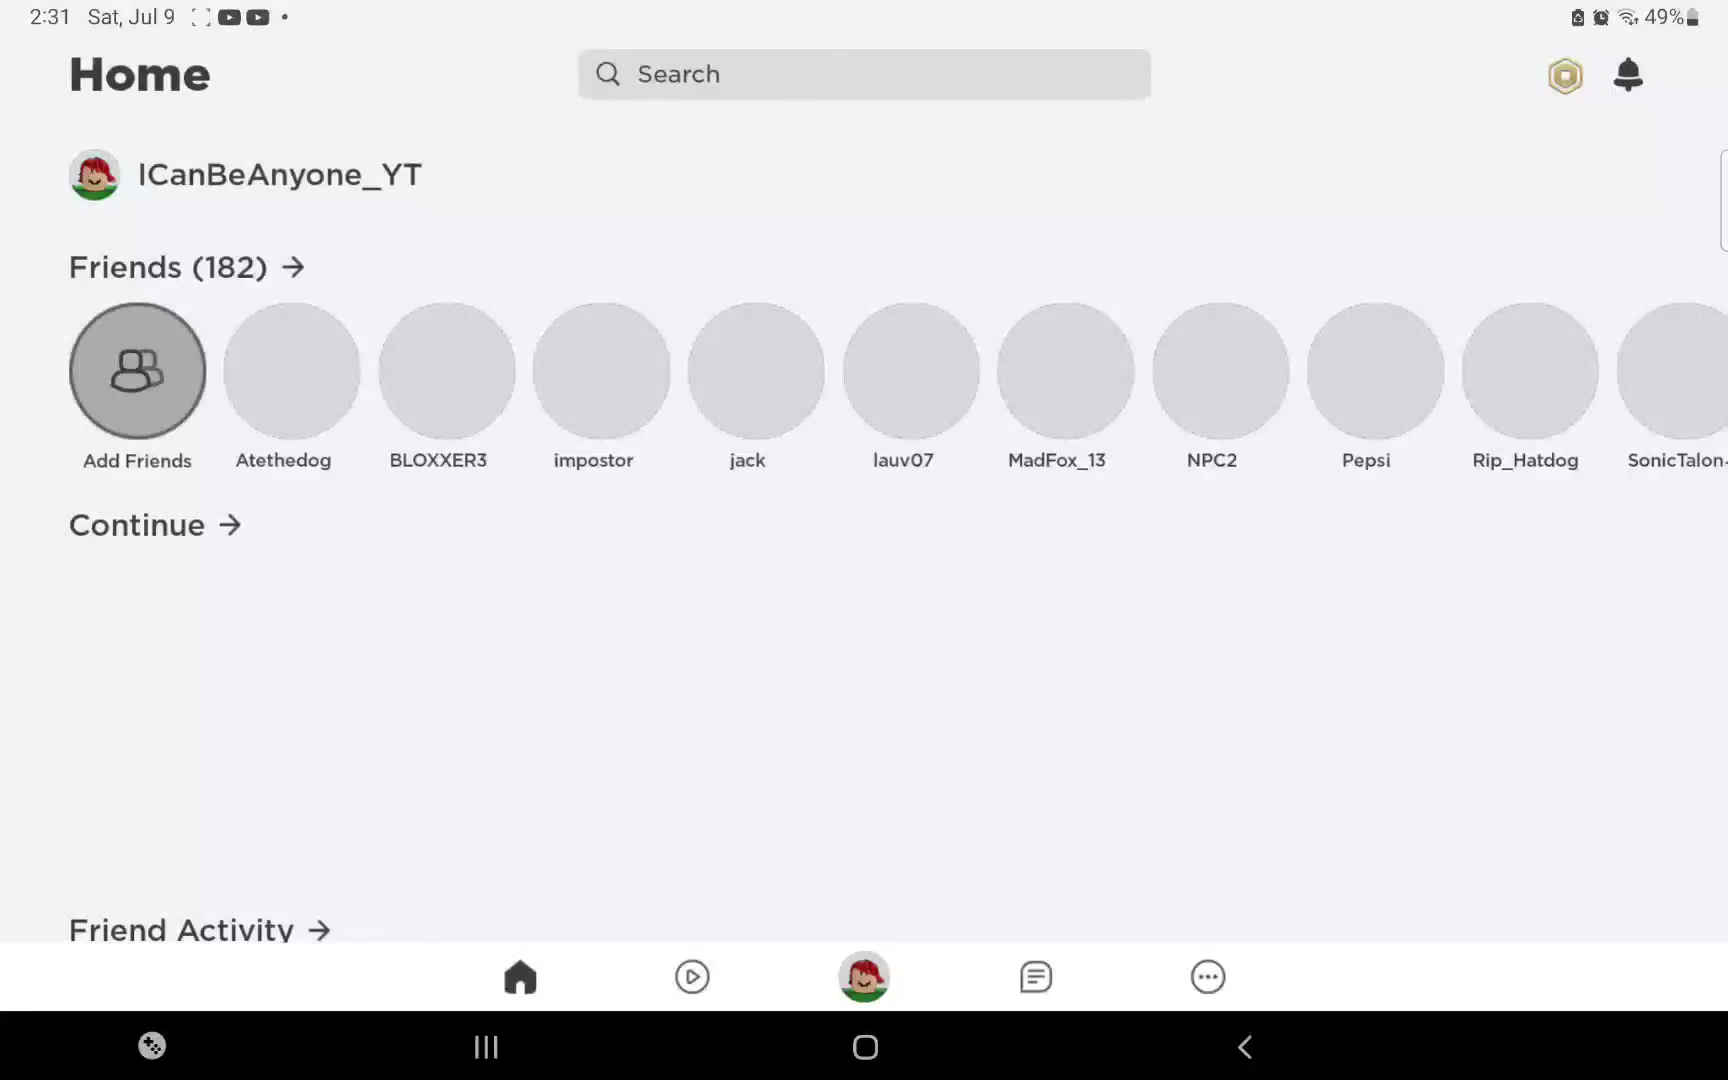 2:31 Sat, Jul 9 49%
Home
Search
ICanBeAnyone_YT
Friends (182)
Add Friends Atethedog BLOXXER3 impostor jack lauv07 MadFox_13 NPC2 Pepsi Rip_Hatdog SonicTalon
Continue
Friend Activity